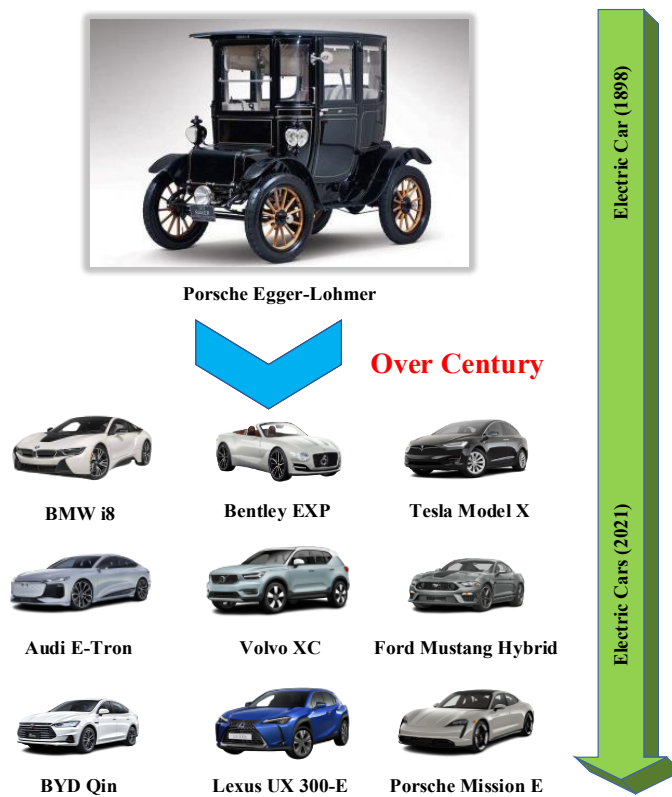 Electric Car (1898)
Porsche Egger-Lohmer
Over Century
BMW i8
Bentley EXP
Tesla Model X
Electric Cars (2021)
Audi E-Tron
Volvo XC
Ford Mustang Hybrid
BYD Qin
Lexus UX 300-E
Porsche Mission E